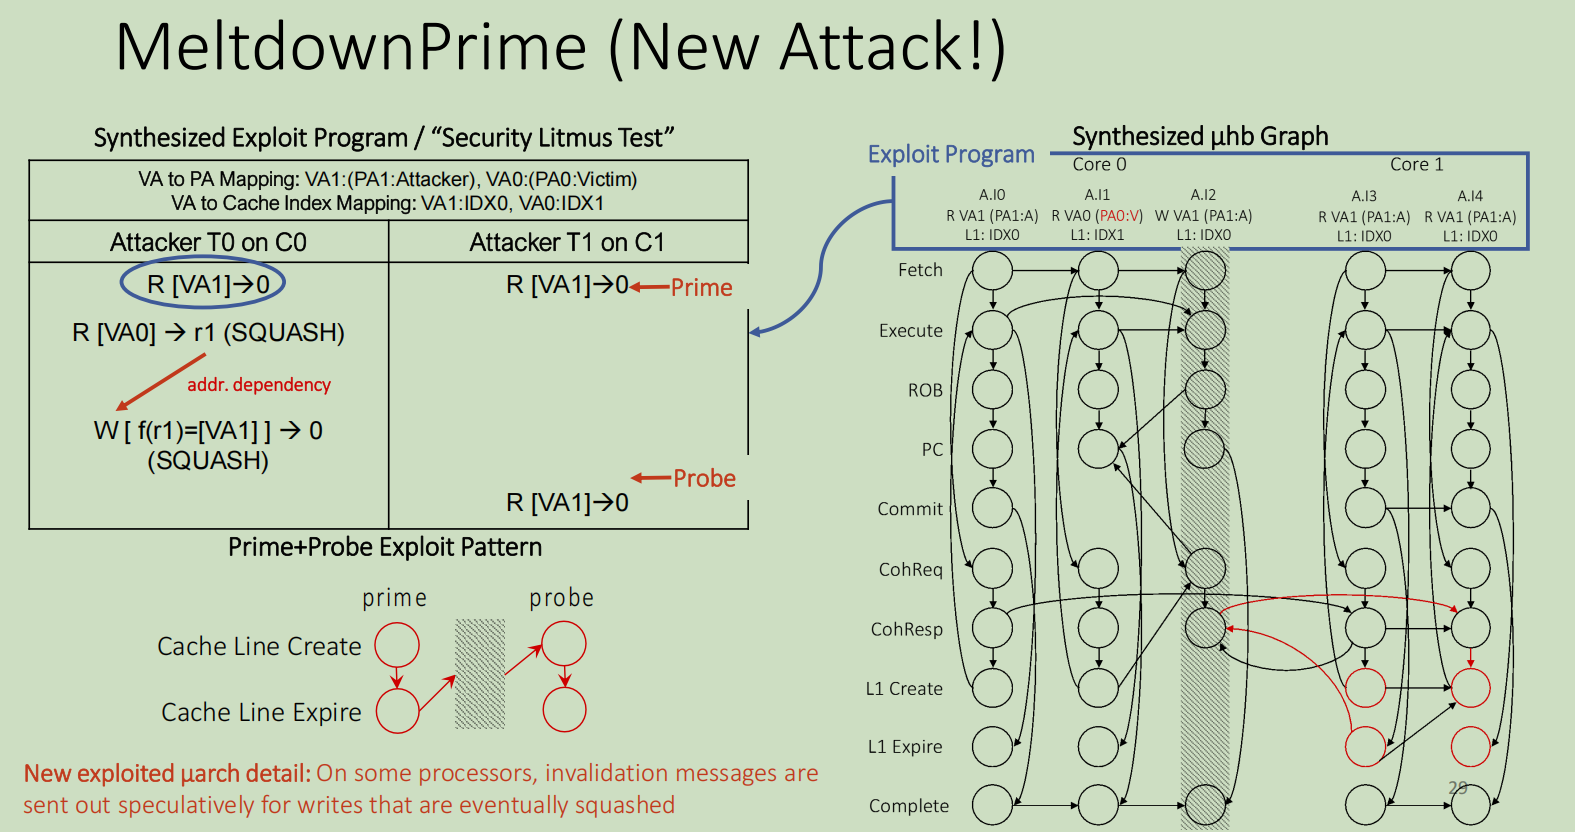 MeltdownPrime (New Attack!)
Synthesized Exploit Program / “Security Litmus Test”
VA to PA Mapping: VA1:(PA1:Attacker), VA0:(PA0:Victim)
VA to Cache Index Mapping: VA1:IDX0, VA0:IDX1
Attacker T0 on C0
Attacker T1 on C1
R [VA1]→0
R [VA1]→0
Prime
R [VA0] → r1 (SQUASH)
addr. dependency
W [ f(r1)=[VA1] ] → 0
(SQUASH)
Probe
R [VA1]→0
Prime+Probe Exploit Pattern
prime
probe
Cache Line Create
Cache Line Expire
New exploited µarch detail: On some processors, invalidation messages are
sent out speculatively for writes that are eventually squashed
Synthesized µhb Graph
Exploit Program
Core 0
Core 1
A.I0
R VA1 (PA1:A)
L1: IDX0
A.I1
R VA0 (PA0:V)
L1: IDX1
A.I2
W VA1 (PA1:A)
L1: IDX0
A.I3
R VA1 (PA1:A)
L1: IDX0
A.I4
R VA1 (PA1:A)
L1: IDX0
Fetch
Execute
ROB
PC
Commit
CohReq
CohResp
L1 Create
L1 Expire
Complete
29